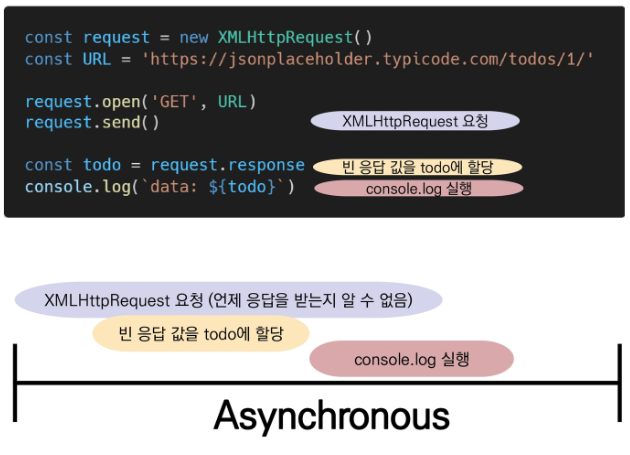 const request = new XMLHttpRequest()
const URL = 'https://jsonplaceholder.typicode.com/todos/1/'
request.open('GET', URL)
request.send()
XMLHttpRequest 요청
const todo = request.response
빈 응답 값을 todo에 할당
console.log(`data: ${todo}`)
console.log 실행
XMLHttpRequest 요청 (언제 응답을 받는지 알 수 없음)
빈 응답 값을 todo에 할당
console.log 실행
Asynchronous